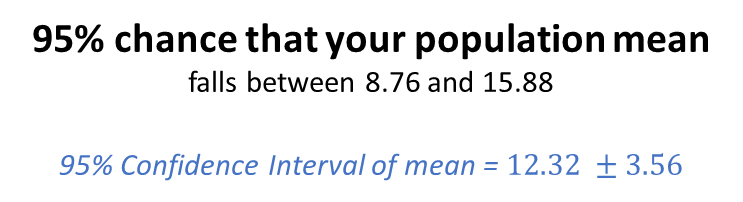 95% chance that your population mean
falls between 8.76 and 15.88
95% Confidence Interval of mean = 12.32 ± 3.56